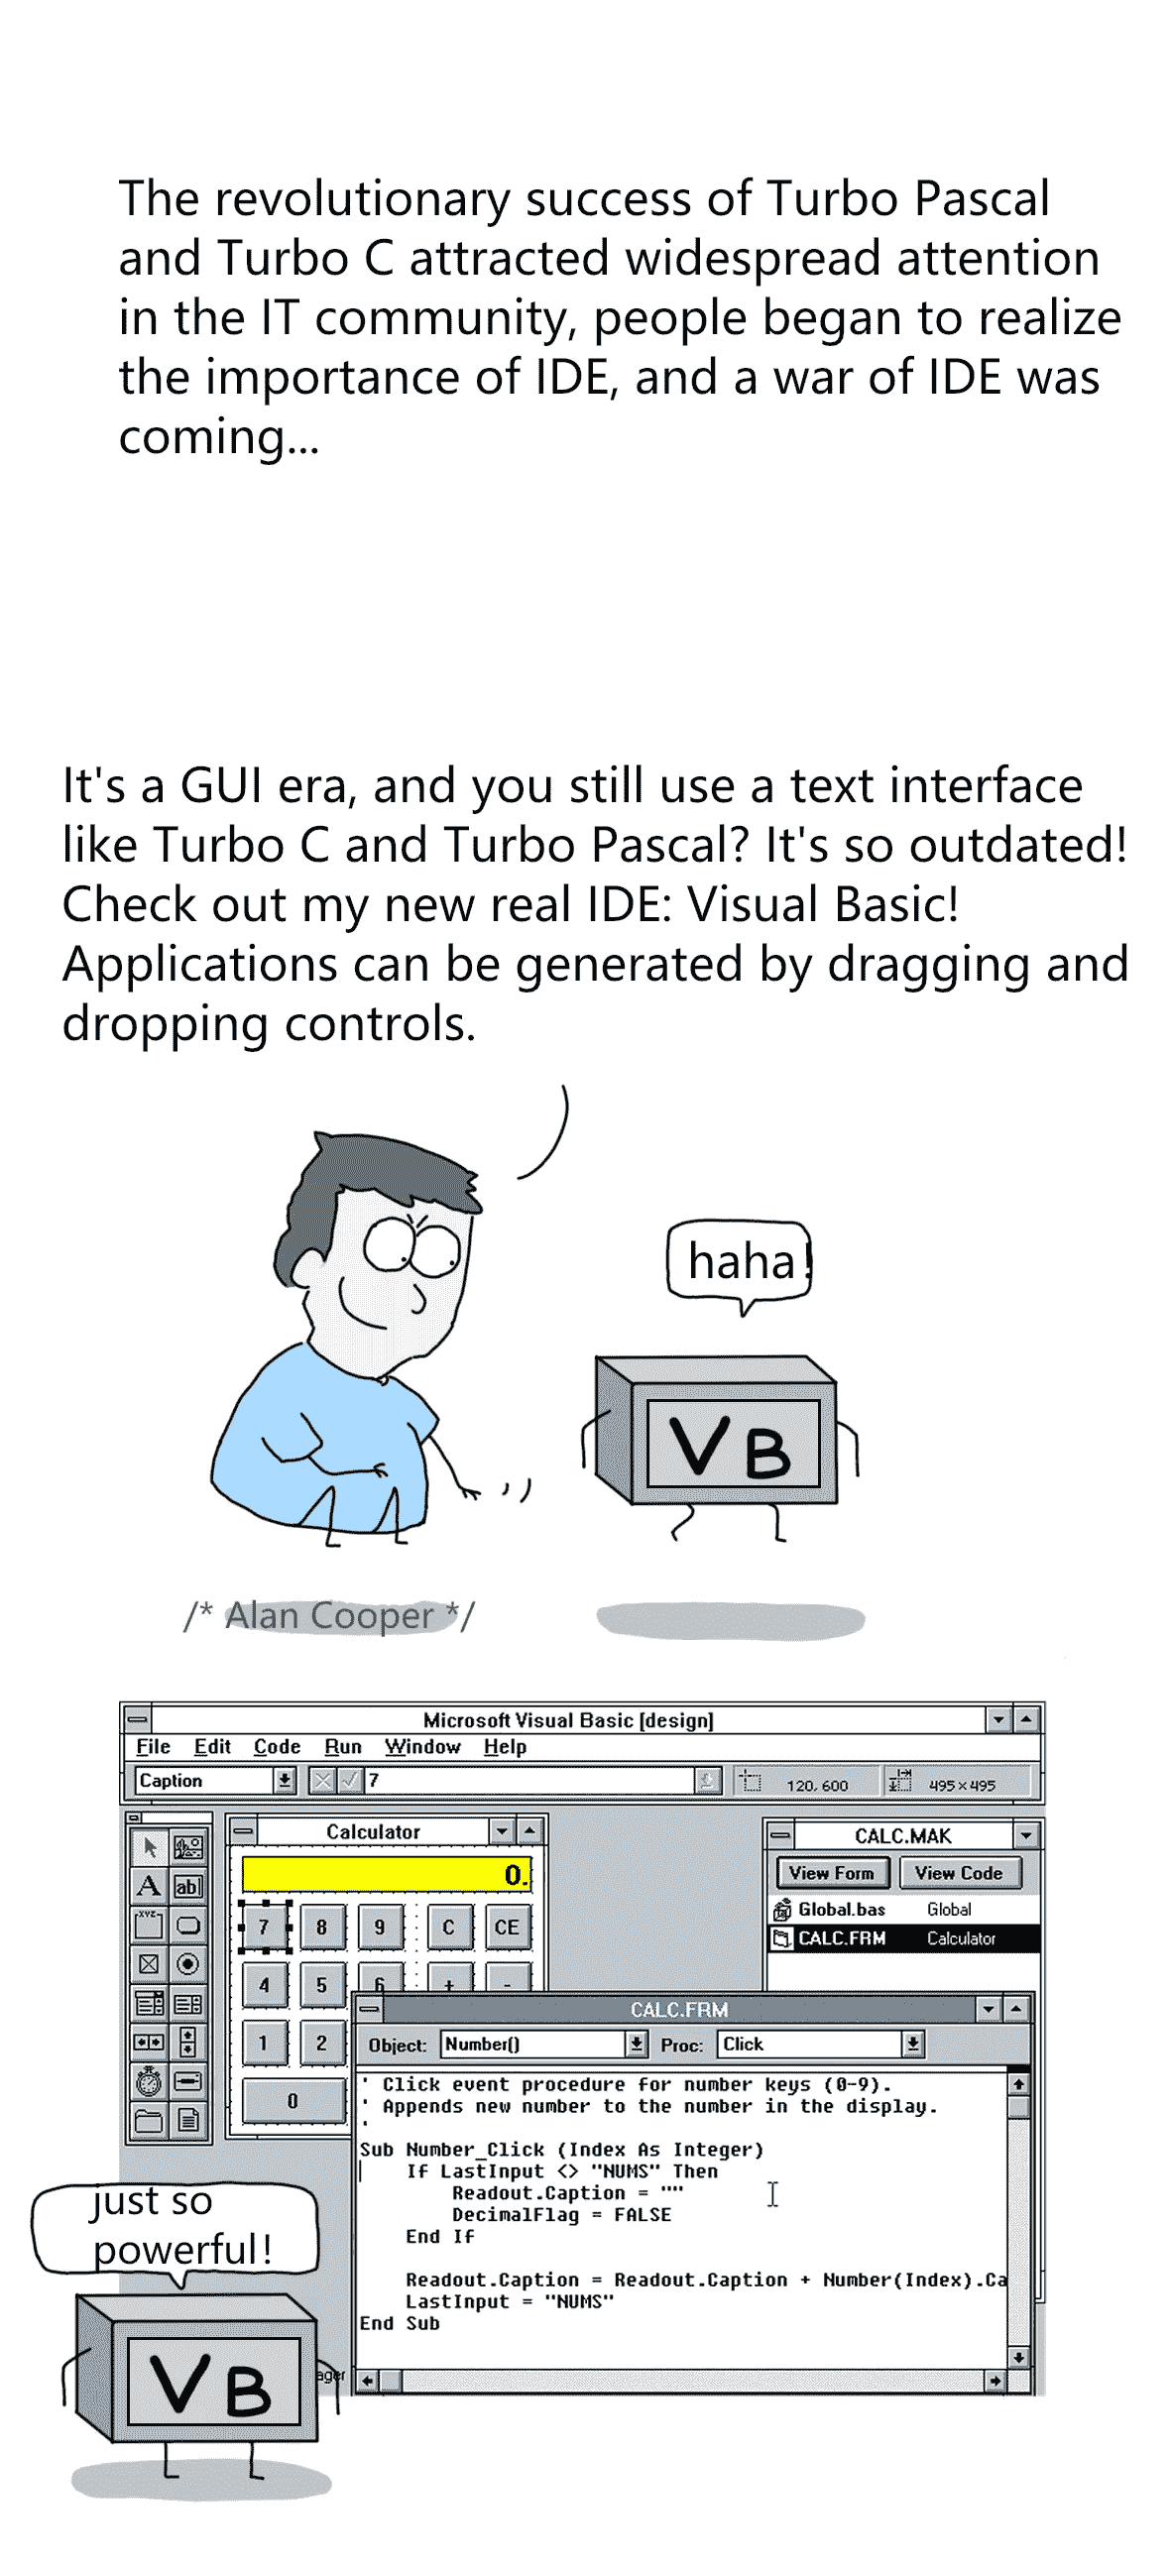 The revolutionary success of Turbo Pascal
and Turbo C attracted widespread attention
in the IT community, people began to realize
the importance of IDE, and a war of IDE was
coming...
It's a GUI era, and you still use a text interface
like Turbo C and Turbo Pascal? It's so outdated!
Check out my new real IDE: Visual Basic!
Applications can be generated by dragging and
dropping controls.
haha!
VB
/* Alan Cooper */
Microsoft Visual Basic [design]
File Edit Code Run Window Help
Caption 7 120, 600 495 × 495
Calculator
0.
7 8 9 C CE
4 5 6 + -
1 2
0
A ab
XYZ
CALC.MAK
View Form View Code
Global.bas Global
CALC.FRM Calculator
CALC.FRM
Object: Number() Proc: Click
' Click event procedure for number keys (0-9).
' Appends new number to the number in the display.
'
Sub Number_Click (Index As Integer)
If LastInput <> "NUMS" Then
Readout.Caption = ""
DecimalFlag = FALSE
End If
Readout.Caption = Readout.Caption + Number(Index).Ca
LastInput = "NUMS"
End Sub
just so
powerful!
VB
ager